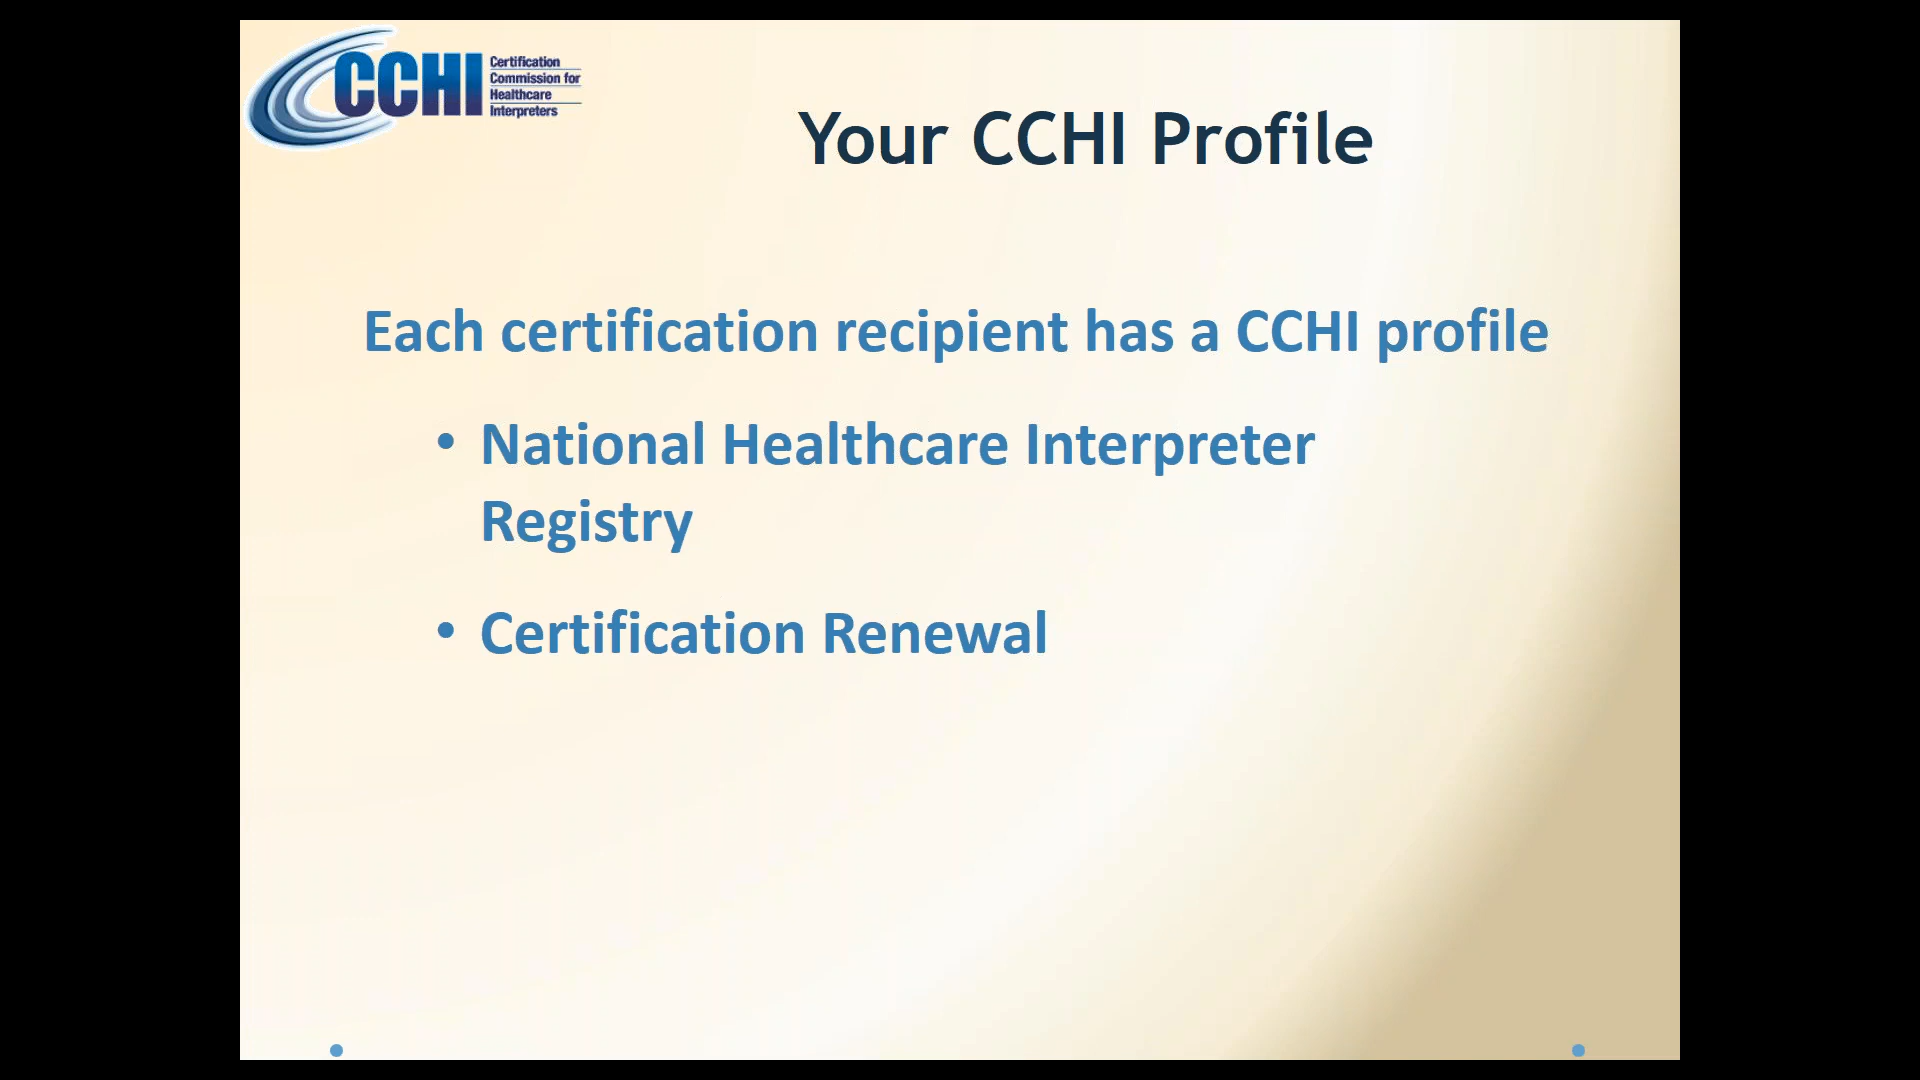 CCHI
Certification
Commission for
Healthcare
Interpreters
Your CCHI Profile
Each certification recipient has a CCHI profile
• National Healthcare Interpreter
Registry
• Certification Renewal